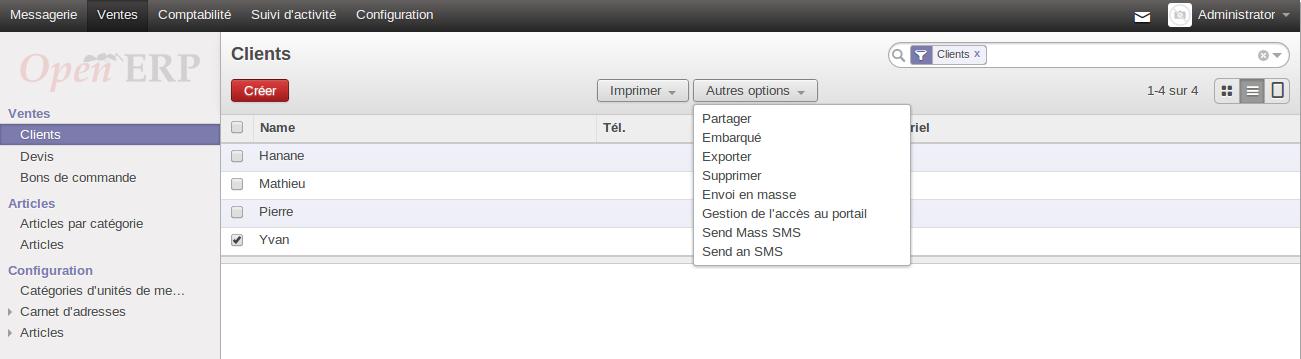 Messagerie Ventes Comptabilité Suivi d'activité Configuration Administrator
Open ERP
Clients
Clients x
Créer Imprimer Autres options 1-4 sur 4
Ventes
Clients
Devis
Bons de commande
Articles
Articles par catégorie
Articles
Configuration
Catégories d'unités de me…
Carnet d'adresses
Articles
Name Tél. riel
Hanane
Mathieu
Pierre
Yvan
Partager
Embarqué
Exporter
Supprimer
Envoi en masse
Gestion de l'accès au portail
Send Mass SMS
Send an SMS